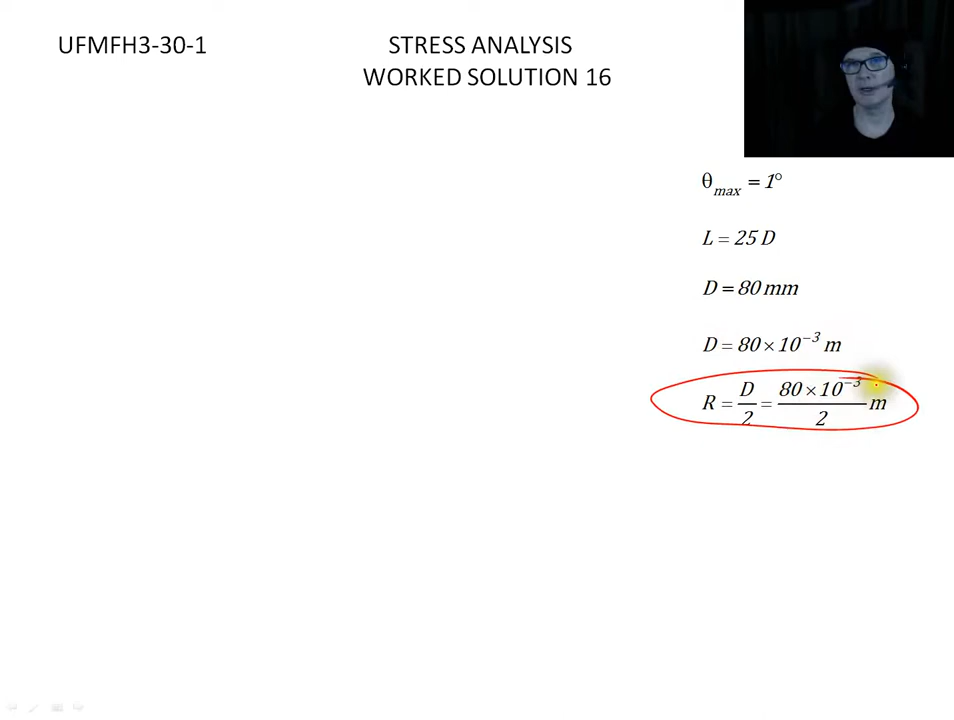 UFMFH3-30-1
STRESS ANALYSIS
WORKED SOLUTION 16
θmax = 1°
L = 25 D
D = 80 mm
D = 80 × 10⁻³ m
R = D/2 = 80 × 10⁻³/2 m